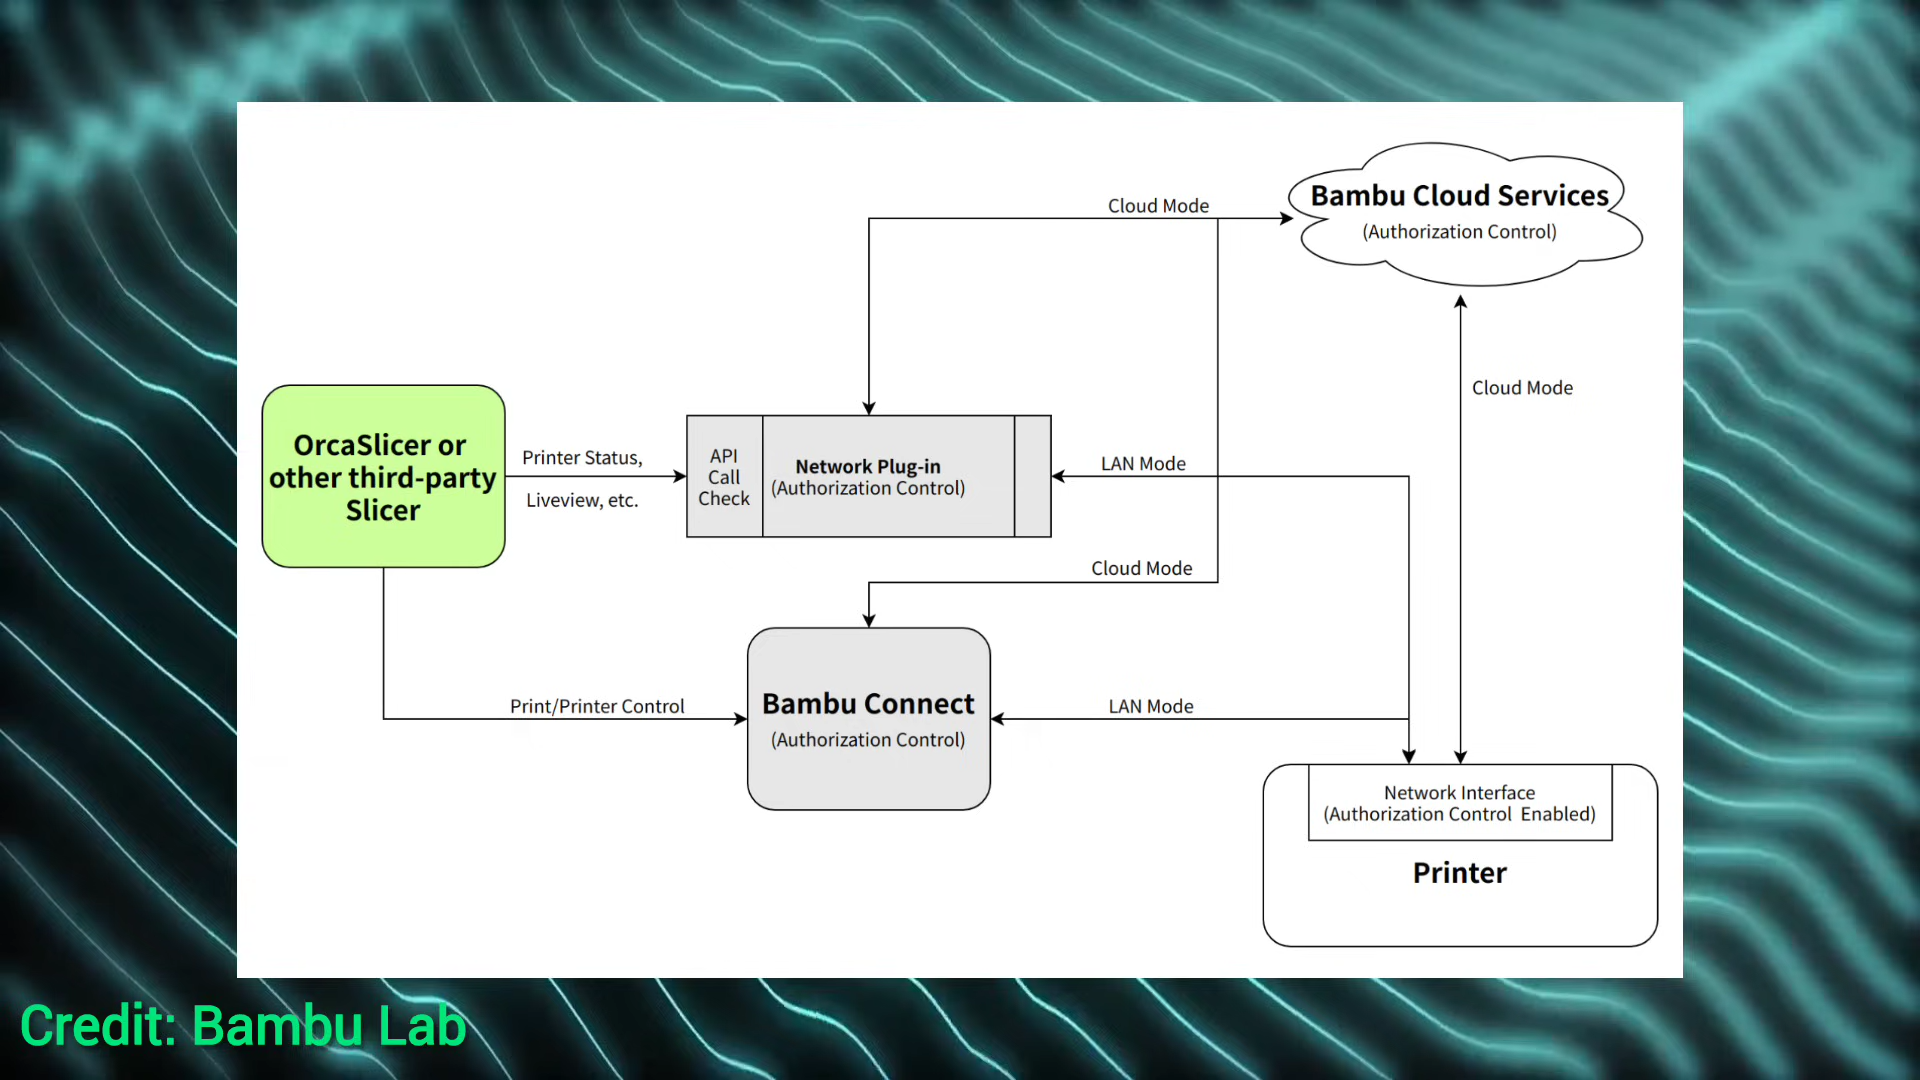 Cloud Mode
Bambu Cloud Services
(Authorization Control)
Cloud Mode
OrcaSlicer or
other third-party
Slicer
Printer Status,
Liveview, etc.
API
Call
Check
Network Plug-in
(Authorization Control)
LAN Mode
Cloud Mode
Print/Printer Control
Bambu Connect
(Authorization Control)
LAN Mode
Network Interface
(Authorization Control Enabled)
Printer
Credit: Bambu Lab